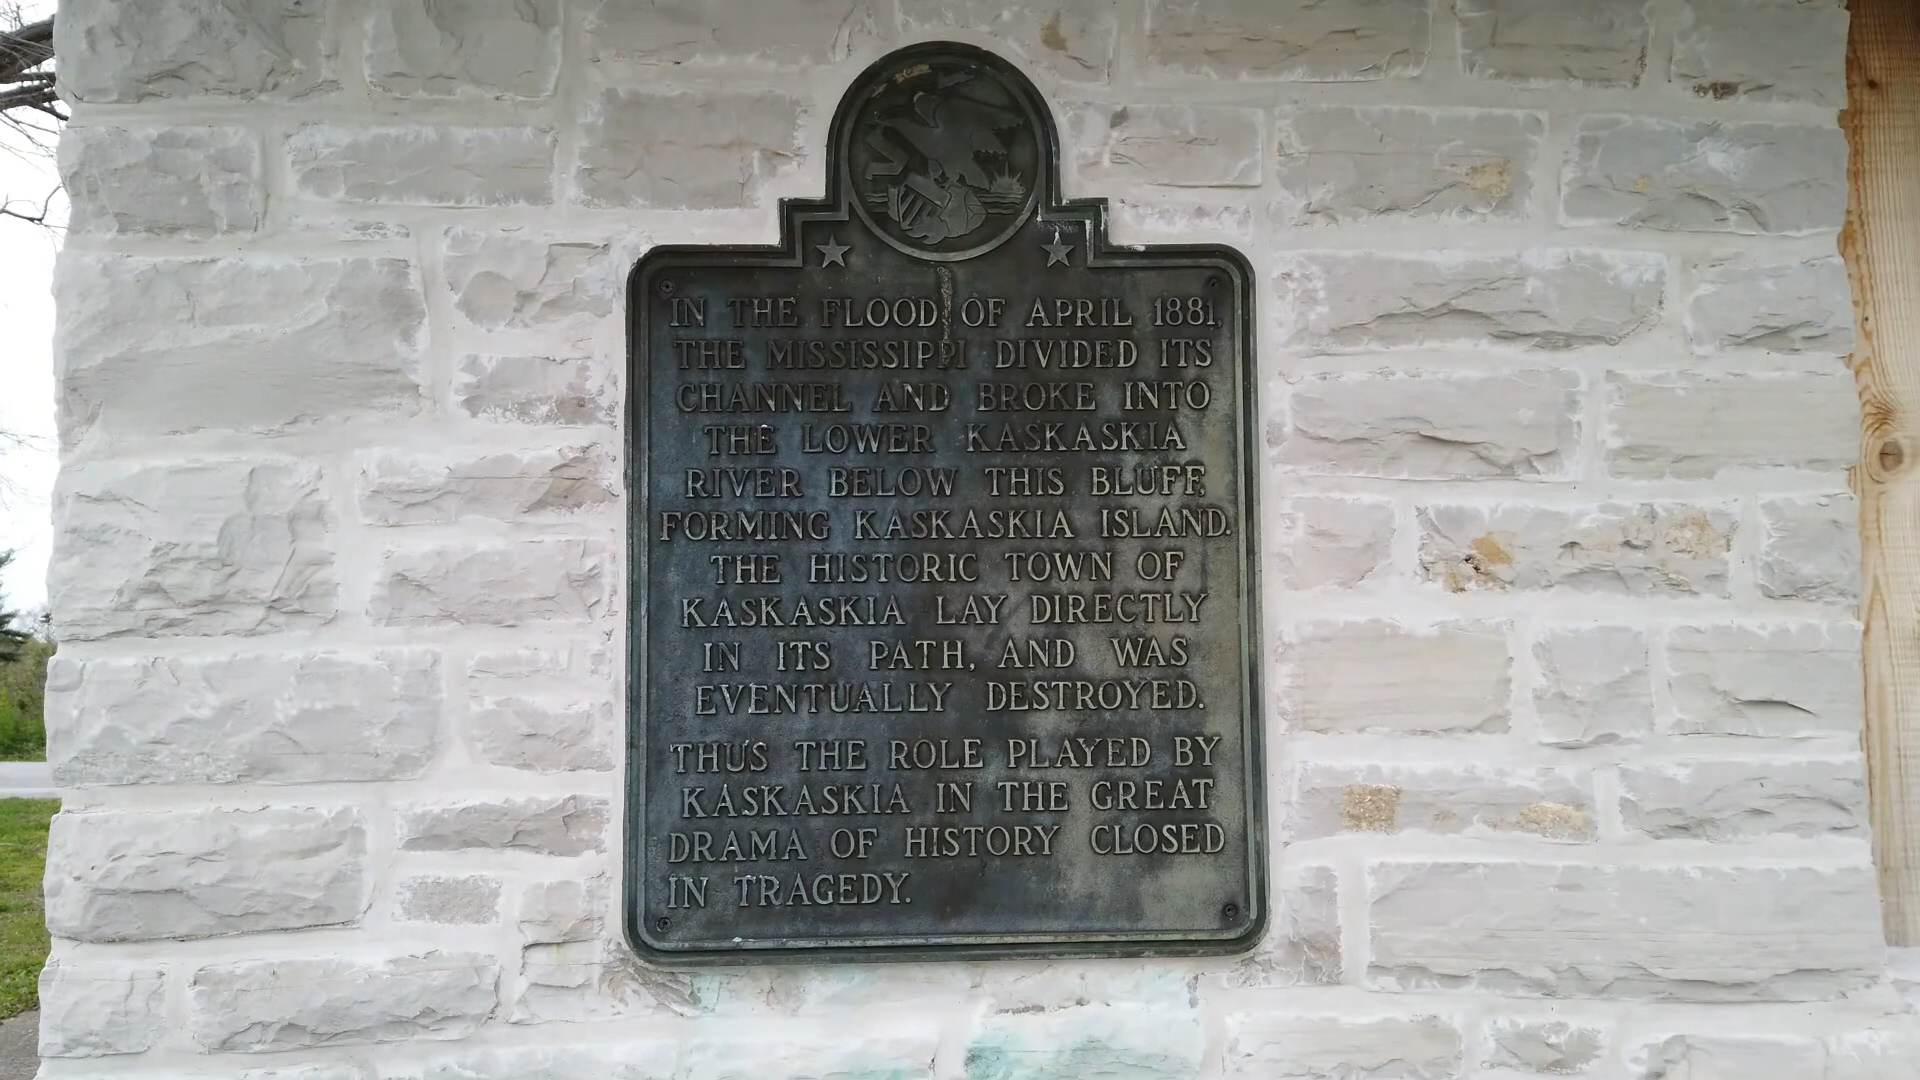 IN THE FLOOD OF APRIL 1881,
THE MISSISSIPPI DIVIDED ITS
CHANNEL AND BROKE INTO
THE LOWER KASKASKIA
RIVER BELOW THIS BLUFF,
FORMING KASKASKIA ISLAND.
THE HISTORIC TOWN OF
KASKASKIA LAY DIRECTLY
IN ITS PATH, AND WAS
EVENTUALLY DESTROYED.
THUS THE ROLE PLAYED BY
KASKASKIA IN THE GREAT
DRAMA OF HISTORY CLOSED
IN TRAGEDY.